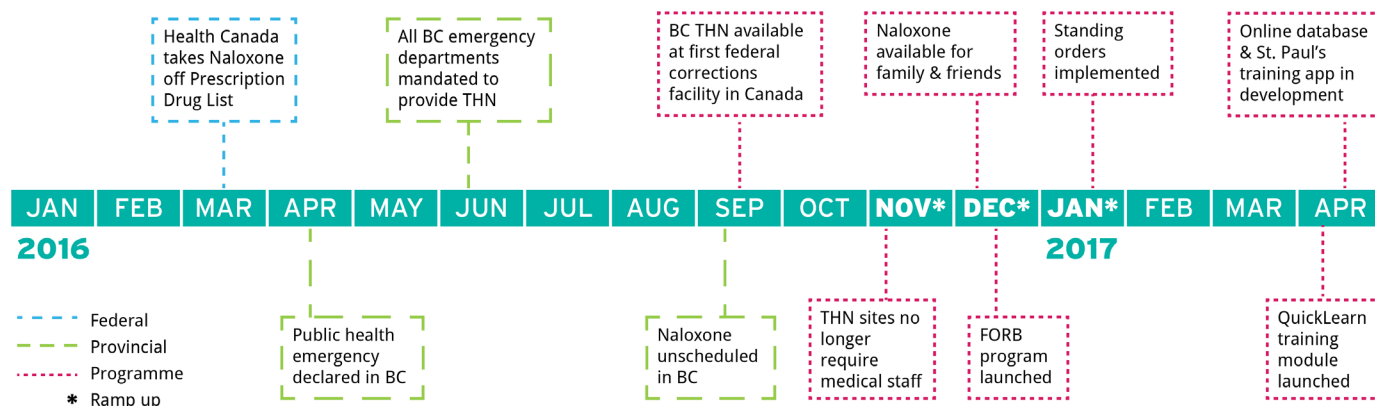 Health Canada
takes Naloxone
off Prescription
Drug List
All BC emergency
departments
mandated to
provide THN
BC THN available
at first federal
corrections
facility in Canada
Naloxone
available for
family & friends
Standing
orders
implemented
Online database
& St. Paul’s
training app in
development
JAN FEB MAR APR MAY JUN JUL AUG SEP OCT NOV* DEC* JAN* FEB MAR APR
2016 2017
Public health
emergency
declared in BC
Naloxone
unscheduled
in BC
THN sites no
longer
require
medical staff
FORB
program
launched
QuickLearn
training
module
launched
Federal
Provincial
Programme
* Ramp up